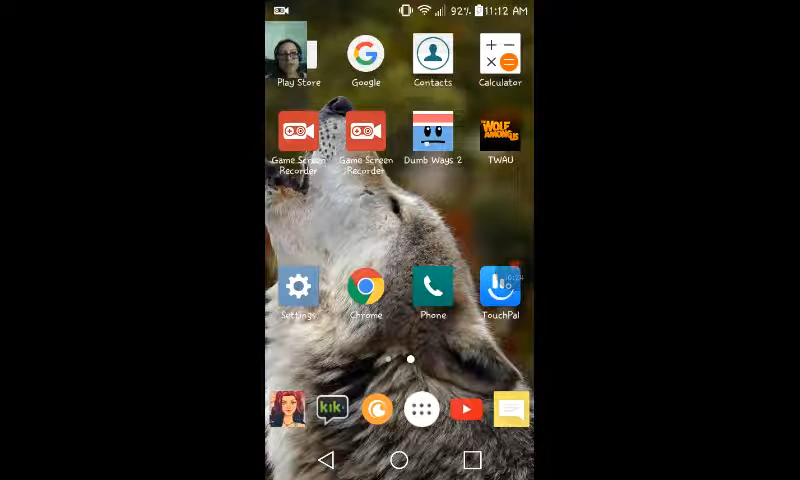 92% 11:12 AM
Play Store Google Contacts Calculator
THE WOLF AMONG US
Game Screen Recorder
Game Screen Recorder
Dumb Ways 2
TWAU
Settings Chrome Phone TouchPal
kik